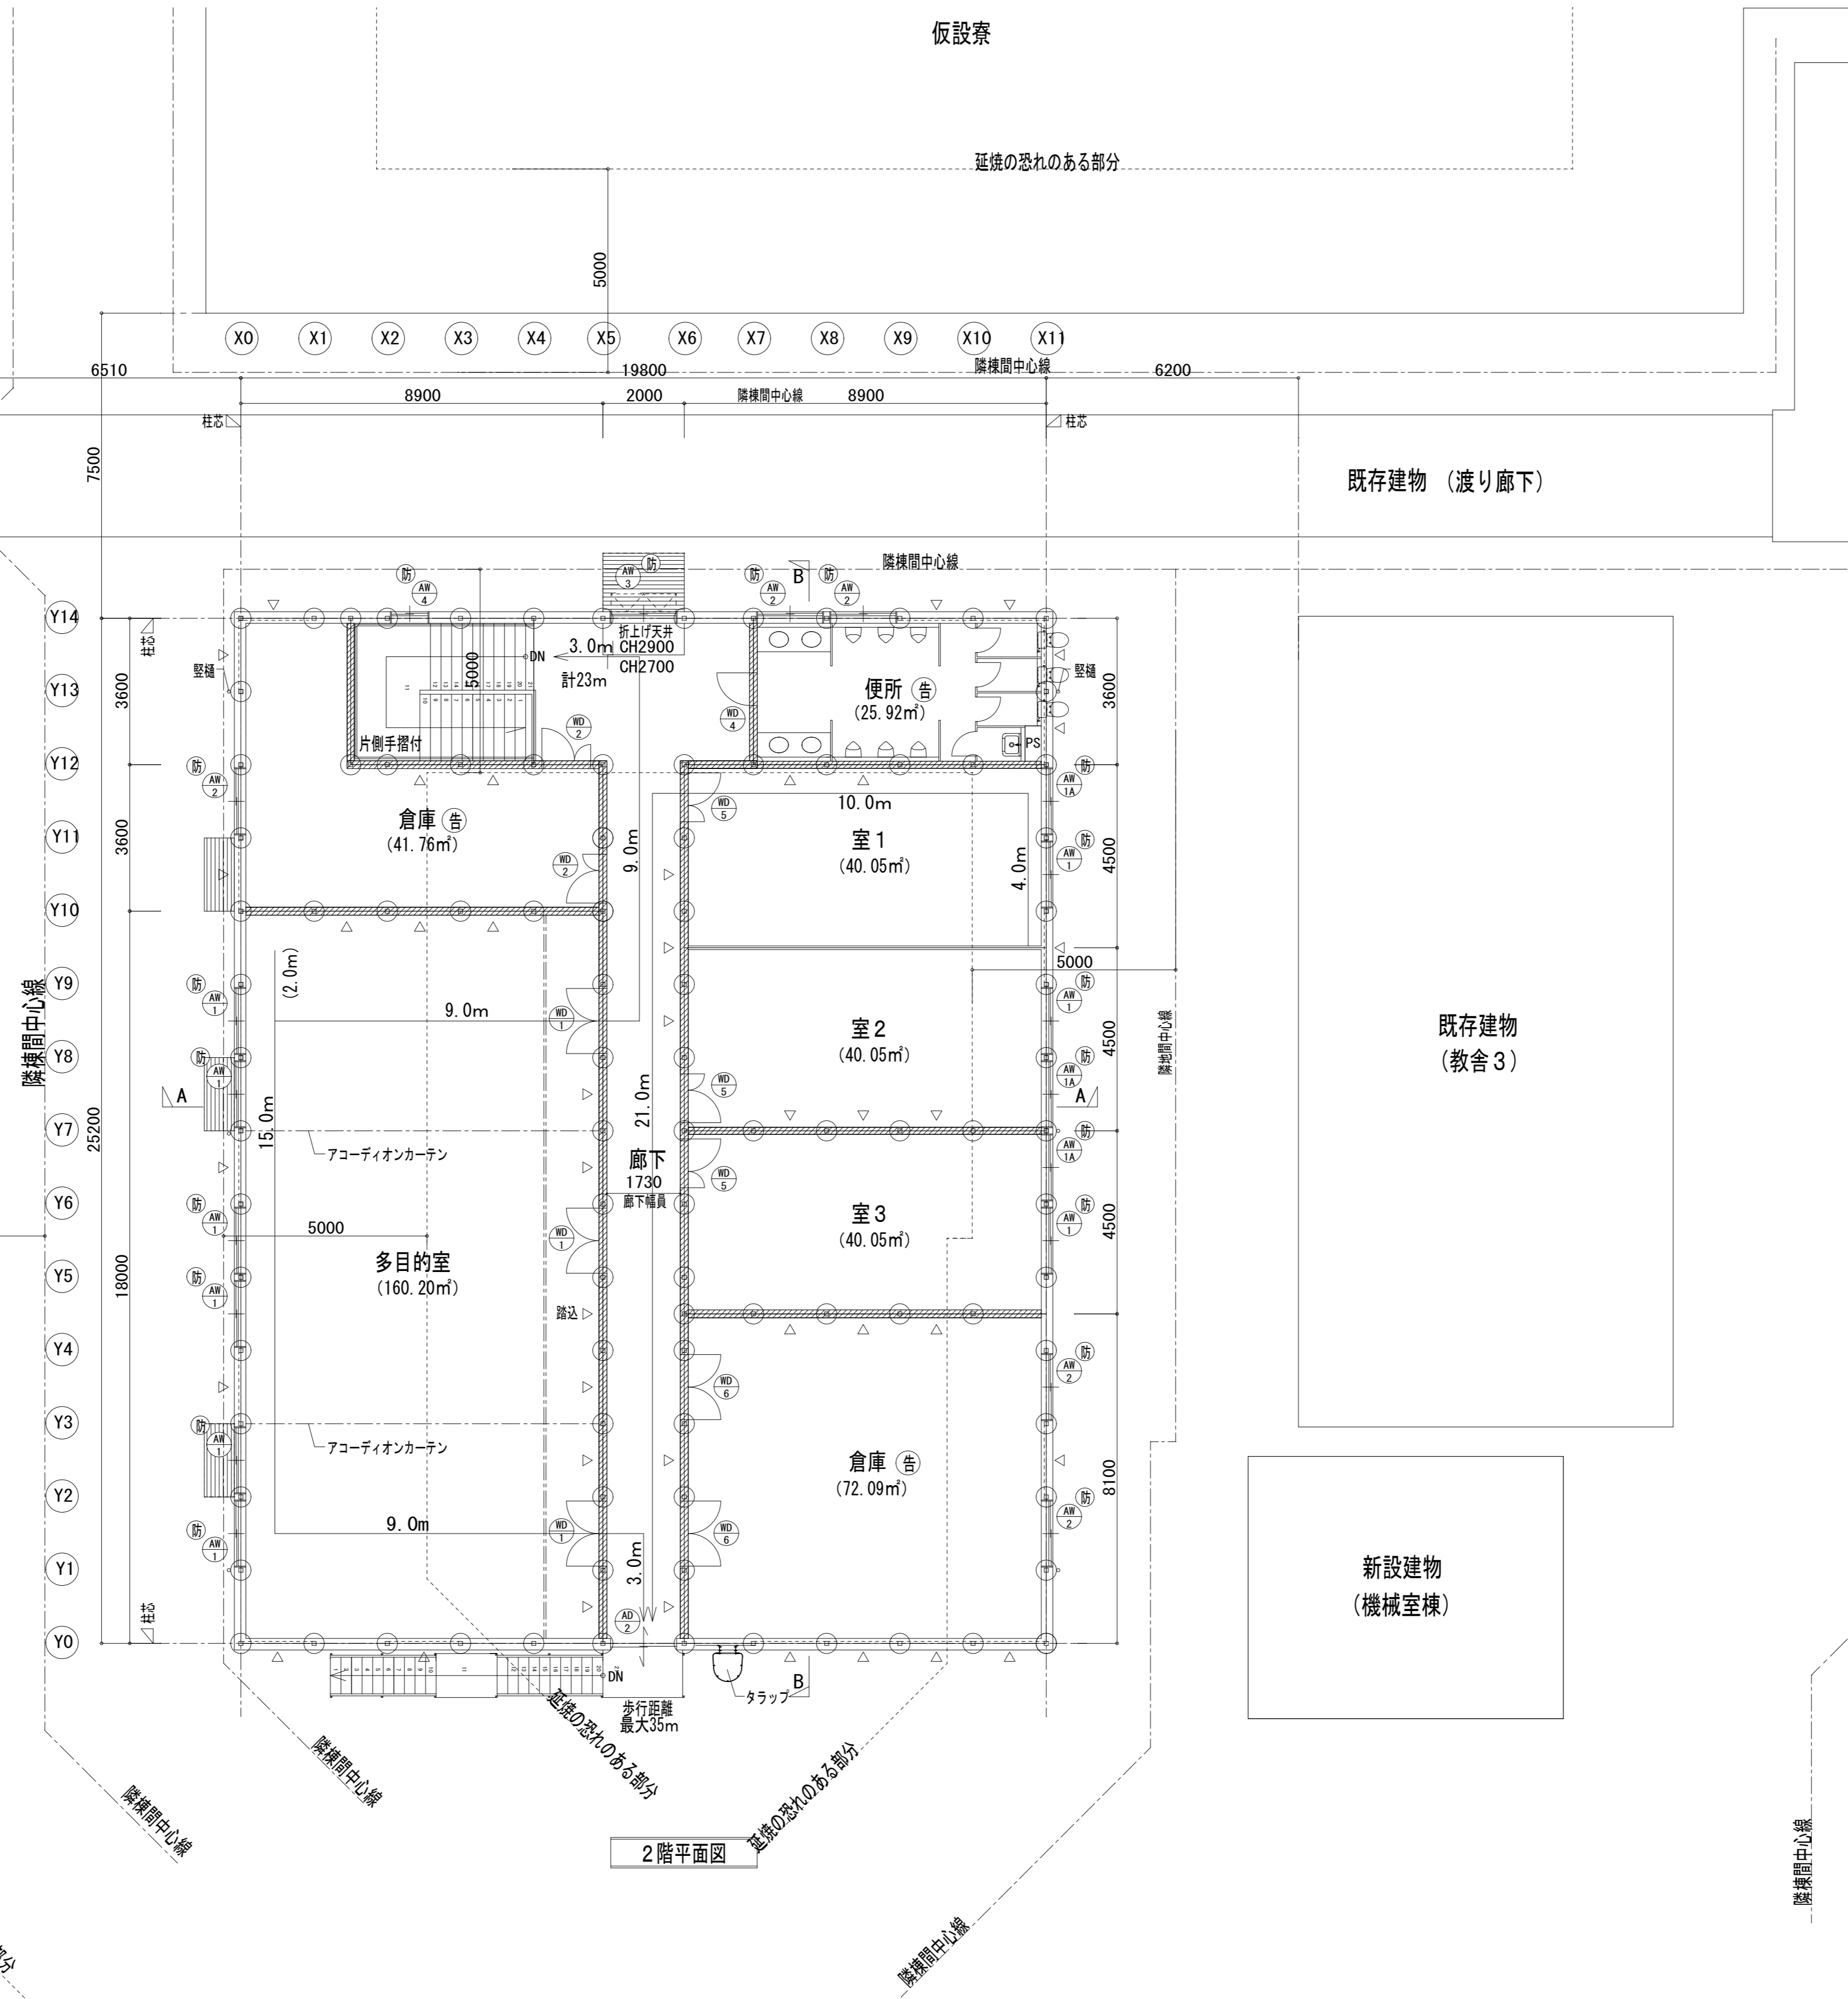 仮設寮
延焼の恐れのある部分
5000
X0 X1 X2 X3 X4 X5 X6 X7 X8 X9 X10 X11
隣棟間中心線
6510 19800 6200
8900 2000 隣棟間中心線 8900
柱芯 柱芯
7500
既存建物 (渡り廊下)
隣棟間中心線
防 AW 4
AW 3 防
防 AW 2
B
防 AW 2
Y14
柱芯
折上げ天井
3.0m CH2900
DN
CH2700
計23m
5000
竪樋
Y13
3600
WD 2
WD 4
便所 告
(25.92㎡)
竪樋
3600
片側手摺付
PS
Y12
防 AW 2
倉庫 告
(41.76㎡)
WD 2
9.0m
WD 5
10.0m
室1
(40.05㎡)
4.0m
防 AW 1A
防 AW 1
Y11
3600
4500
Y10
(2.0m)
5000
Y9
隣棟間中心線
防 AW 1
9.0m
WD 1
防 AW 1
室2
(40.05㎡)
4500
隣地間中心線
既存建物
(教舎3)
Y8
防 AW 1
防 AW 1A
A
WD 5
A
15.0m
21.0m
Y7
25200
アコーディオンカーテン
廊下
1730
廊下幅員
WD 5
AW 1A
Y6
防 AW 1
5000
WD 1
室3
(40.05㎡)
防 AW 1
4500
多目的室
(160.20㎡)
Y5
18000
防 AW 1
踏込
Y4
WD 6
防 AW 2
Y3
防 AW 1
アコーディオンカーテン
倉庫 告
(72.09㎡)
8100
Y2
防 AW 1
9.0m
WD 1
WD 6
防 AW 2
Y1
3.0m
新設建物
(機械室棟)
柱芯
AD 2
Y0
DN
歩行距離
最大35m
タラップ
B
延焼の恐れのある部分
延焼の恐れのある部分
隣棟間中心線
隣棟間中心線
2階平面図
隣棟間中心線
隣棟間中心線
部分